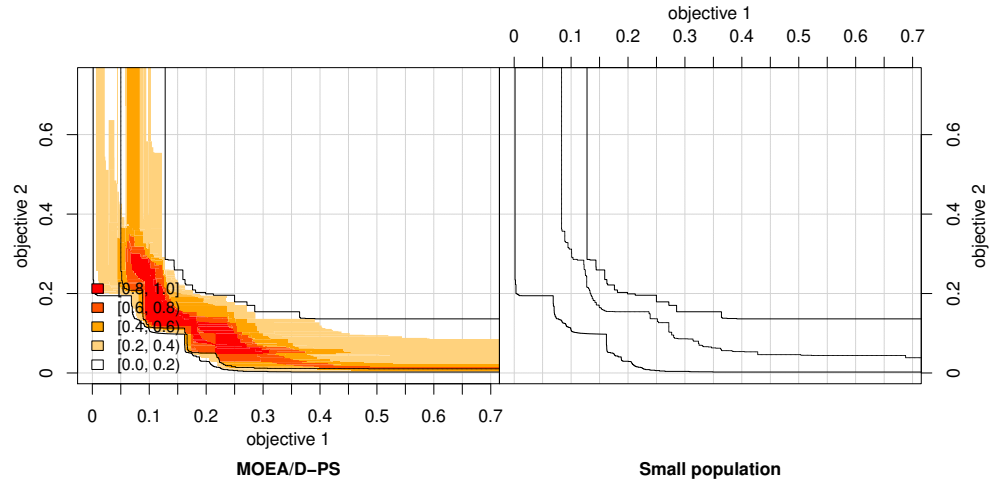 objective 1
0 0.1 0.2 0.3 0.4 0.5 0.6 0.7
objective 2
0 0.2 0.4 0.6
[0.8, 1.0]
[0.6, 0.8)
[0.4, 0.6)
[0.2, 0.4)
[0.0, 0.2)
0 0.2 0.4 0.6
objective 2
0 0.1 0.2 0.3 0.4 0.5 0.6 0.7
objective 1
MOEA/D−PS
Small population